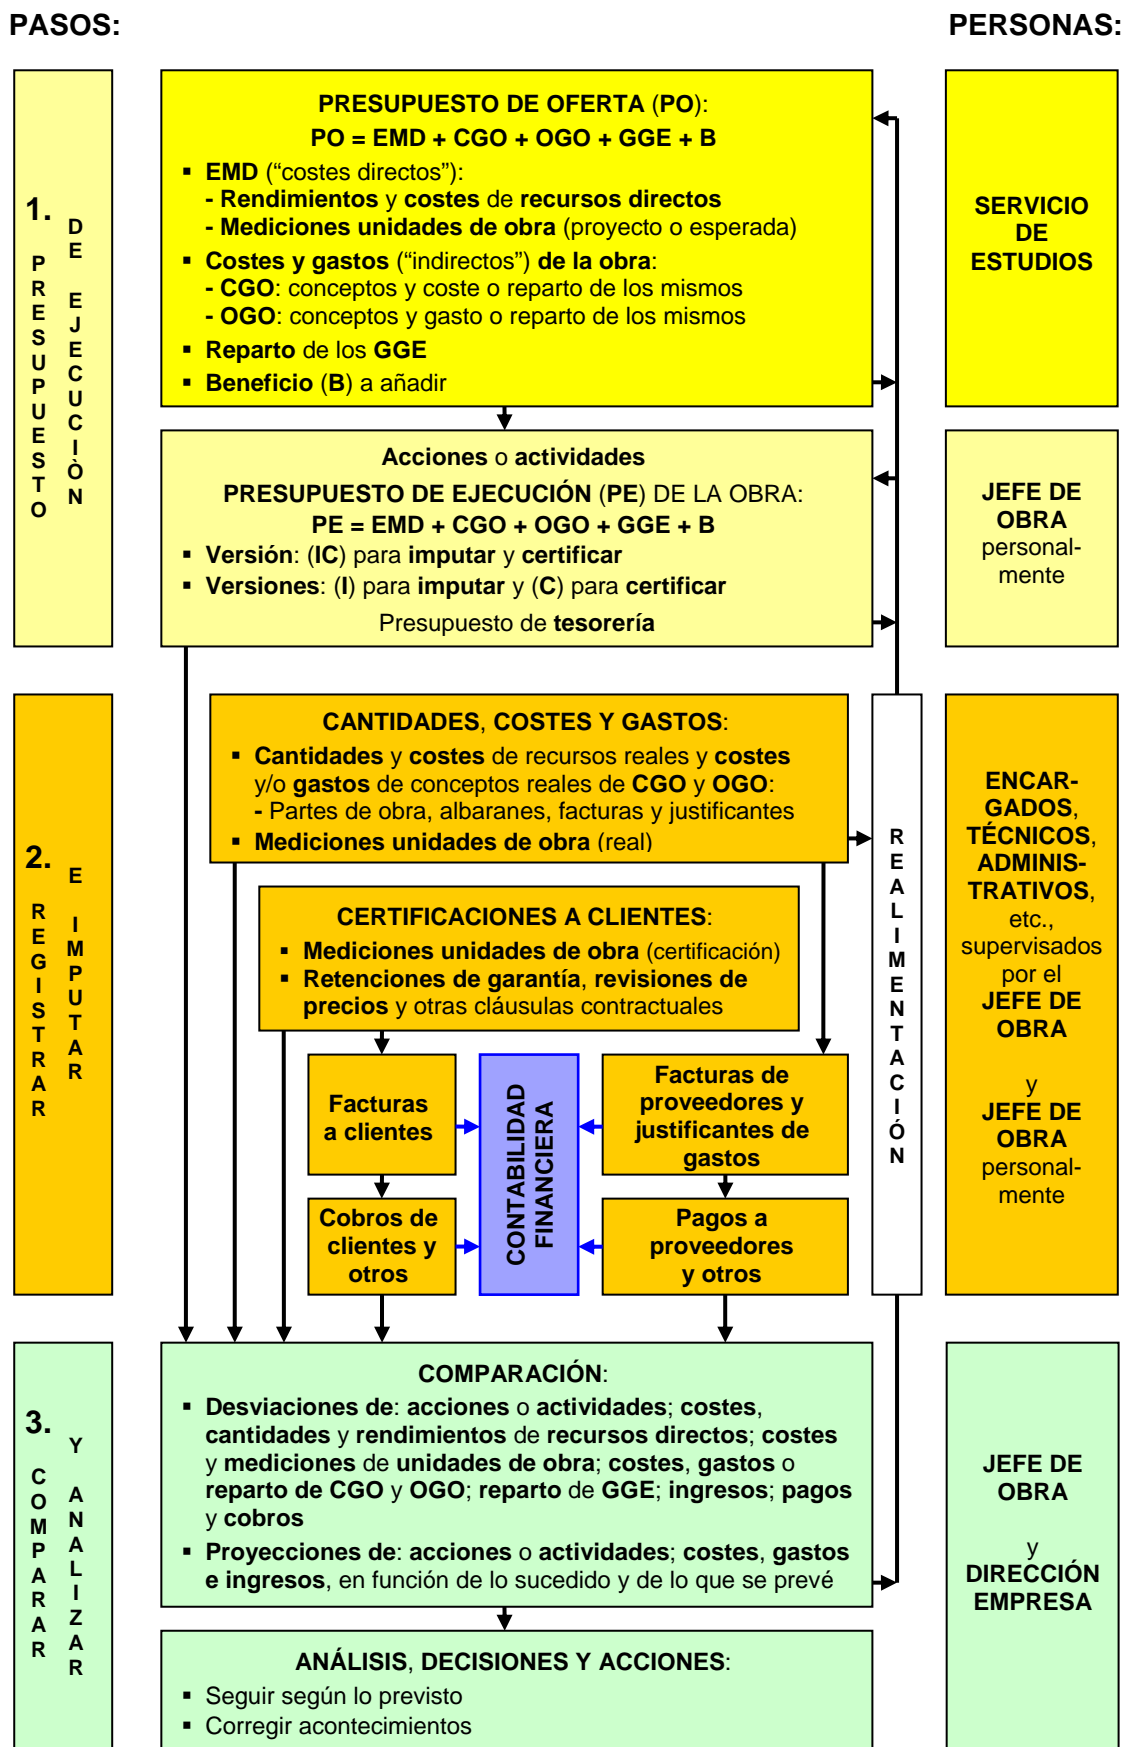 PASOS:
PERSONAS:
1. PRESUPUESTO
DE EJECUCIÒN
PRESUPUESTO DE OFERTA (PO):
PO = EMD + CGO + OGO + GGE + B
▪ EMD (“costes directos”):
- Rendimientos y costes de recursos directos
- Mediciones unidades de obra (proyecto o esperada)
▪ Costes y gastos (“indirectos”) de la obra:
- CGO: conceptos y coste o reparto de los mismos
- OGO: conceptos y gasto o reparto de los mismos
▪ Reparto de los GGE
▪ Beneficio (B) a añadir
SERVICIO
DE
ESTUDIOS
Acciones o actividades
PRESUPUESTO DE EJECUCIÓN (PE) DE LA OBRA:
PE = EMD + CGO + OGO + GGE + B
▪ Versión: (IC) para imputar y certificar
▪ Versiones: (I) para imputar y (C) para certificar
Presupuesto de tesorería
JEFE DE
OBRA
personal-
mente
2. REGISTRAR
E IMPUTAR
CANTIDADES, COSTES Y GASTOS:
▪ Cantidades y costes de recursos reales y costes
y/o gastos de conceptos reales de CGO y OGO:
- Partes de obra, albaranes, facturas y justificantes
▪ Mediciones unidades de obra (real)
CERTIFICACIONES A CLIENTES:
▪ Mediciones unidades de obra (certificación)
▪ Retenciones de garantía, revisiones de
precios y otras cláusulas contractuales
Facturas
a clientes
CONTABILIDAD
FINANCIERA
Facturas de
proveedores y
justificantes de
gastos
Cobros de
clientes y
otros
Pagos a
proveedores
y otros
REALIMENTACIÓN
ENCAR-
GADOS,
TÉCNICOS,
ADMINIS-
TRATIVOS,
etc.,
supervisados
por el
JEFE DE
OBRA
y
JEFE DE
OBRA
personal-
mente
3. COMPARAR
Y ANALIZAR
COMPARACIÓN:
▪ Desviaciones de: acciones o actividades; costes,
cantidades y rendimientos de recursos directos; costes
y mediciones de unidades de obra; costes, gastos o
reparto de CGO y OGO; reparto de GGE; ingresos; pagos
y cobros
▪ Proyecciones de: acciones o actividades; costes, gastos
e ingresos, en función de lo sucedido y de lo que se prevé
JEFE DE
OBRA
y
DIRECCIÓN
EMPRESA
ANÁLISIS, DECISIONES Y ACCIONES:
▪ Seguir según lo previsto
▪ Corregir acontecimientos